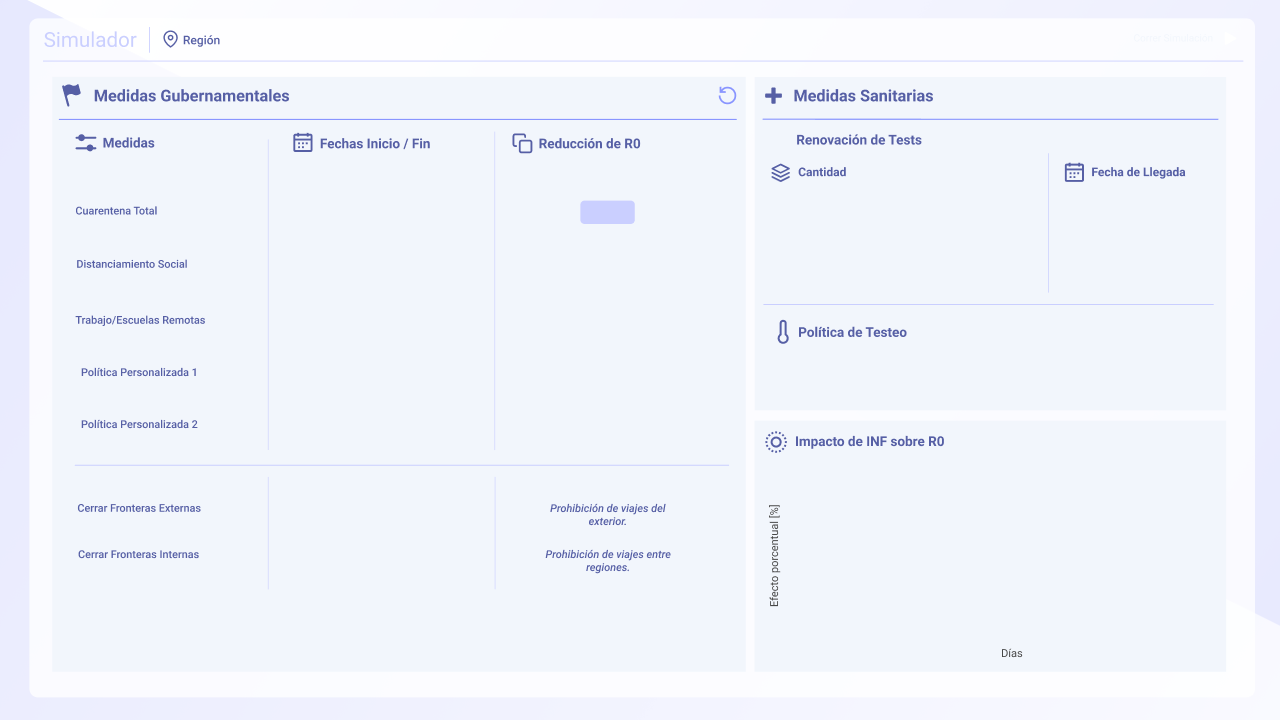 Simulador
Región
Medidas Gubernamentales
Medidas
Fechas Inicio / Fin
Reducción de R0
Cuarentena Total
Distanciamiento Social
Trabajo/Escuelas Remotas
Política Personalizada 1
Política Personalizada 2
Cerrar Fronteras Externas
Prohibición de viajes del
exterior.
Cerrar Fronteras Internas
Prohibición de viajes entre
regiones.
Medidas Sanitarias
Renovación de Tests
Cantidad
Fecha de Llegada
Política de Testeo
Impacto de INF sobre R0
Efecto porcentual [%]
Días